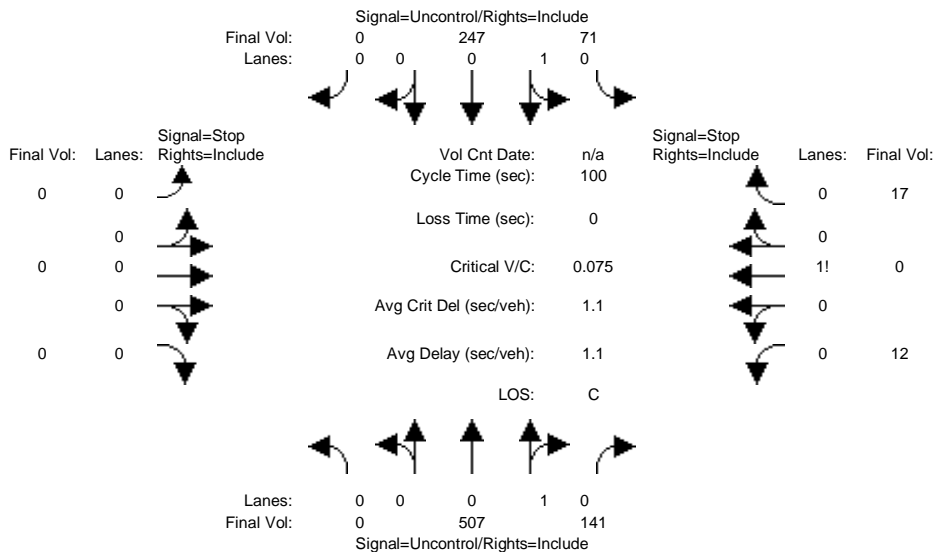 Signal=Uncontrol/Rights=Include
Final Vol: 0 247 71
Lanes: 0 0 0 1 0
Signal=Stop Signal=Stop
Final Vol: Lanes: Rights=Include Vol Cnt Date: n/a Rights=Include Lanes: Final Vol:
Cycle Time (sec): 100
0 0 0 17
Loss Time (sec): 0
0 0
0 0 Critical V/C: 0.075 1! 0
0 Avg Crit Del (sec/veh): 1.1 0
0 0 Avg Delay (sec/veh): 1.1 0 12
LOS: C
Lanes: 0 0 0 1 0
Final Vol: 0 507 141
Signal=Uncontrol/Rights=Include